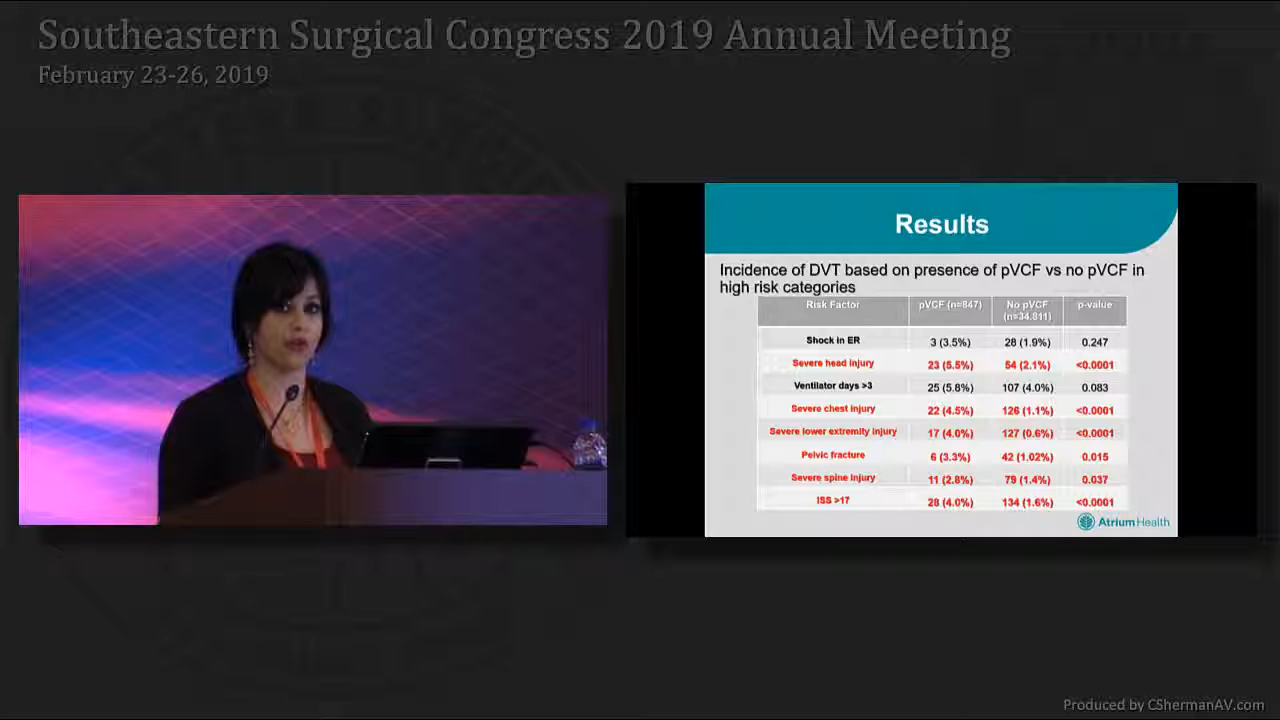 Southeastern Surgical Congress 2019 Annual Meeting
February 23-26, 2019
Results
Incidence of DVT based on presence of pVCF vs no pVCF in
high risk categories
Risk Factor pVCF (n=847) No pVCF (n=34,811) p-value
Shock in ER 3 (3.5%) 28 (1.9%) 0.247
Severe head injury 23 (5.5%) 54 (2.1%) <0.0001
Ventilator days >3 25 (5.8%) 107 (4.0%) 0.083
Severe chest injury 22 (4.5%) 126 (1.1%) <0.0001
Severe lower extremity injury 17 (4.0%) 127 (0.6%) <0.0001
Pelvic fracture 6 (3.3%) 42 (1.02%) 0.015
Severe spine Injury 11 (2.8%) 79 (1.4%) 0.037
ISS >17 28 (4.0%) 134 (1.6%) <0.0001
Atrium Health
Produced by CShermanAV.com